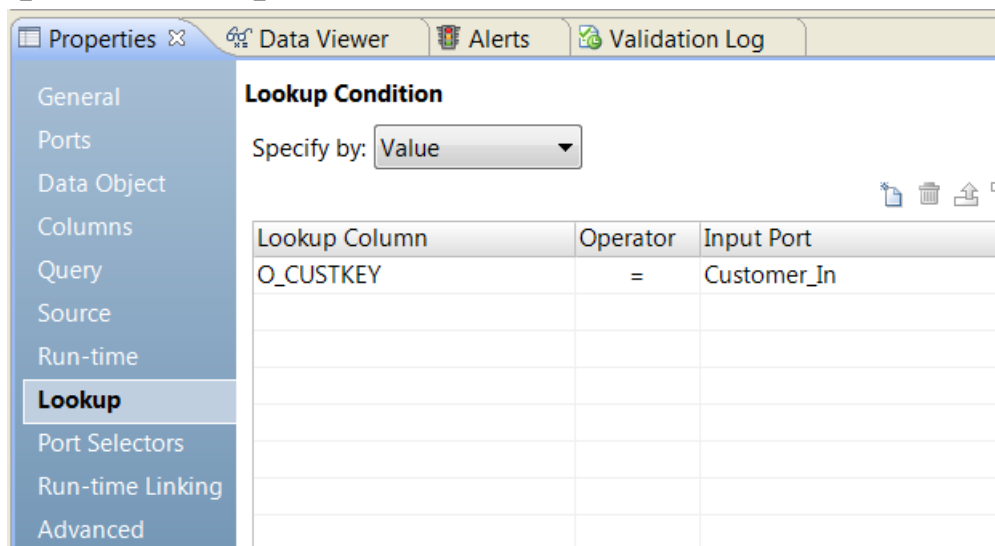 Properties Data Viewer Alerts Validation Log
General
Ports
Data Object
Columns
Query
Source
Run-time
Lookup
Port Selectors
Run-time Linking
Advanced
Lookup Condition
Specify by: Value
Lookup Column Operator Input Port
O_CUSTKEY = Customer_In